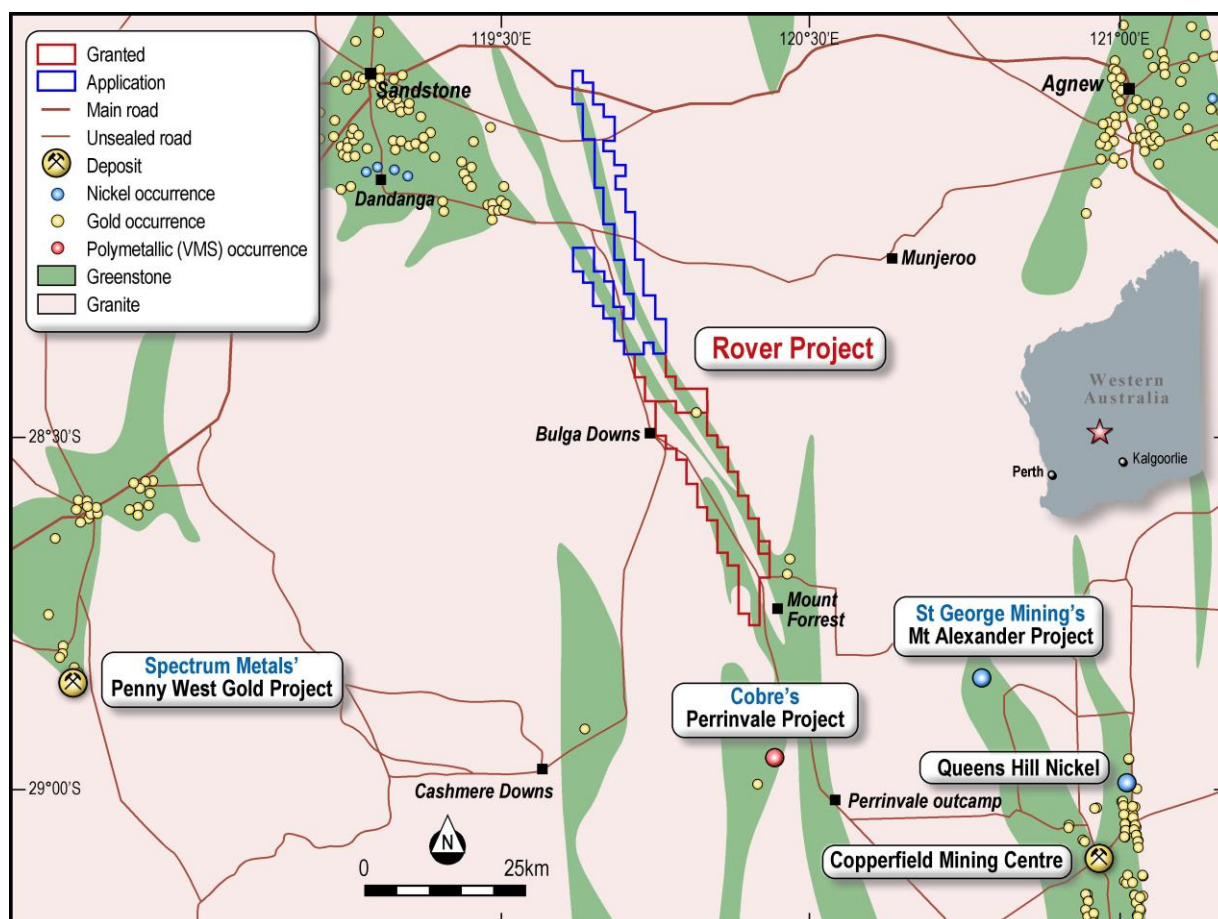 119°30'E
120°30'E
121°00'E
Granted
Application
Main road
Unsealed road
Deposit
Nickel occurrence
Gold occurrence
Polymetallic (VMS) occurrence
Greenstone
Granite
Sandstone
Agnew
Dandanga
Munjeroo
Rover Project
Western
Australia
Kalgoorlie
Perth
28°30'S
Bulga Downs
Mount
Forrest
St George Mining's
Mt Alexander Project
Spectrum Metals'
Penny West Gold Project
Cobre's
Perrinvale Project
Queens Hill Nickel
29°00'S
Cashmere Downs
Perrinvale outcamp
N
0 25km
Copperfield Mining Centre